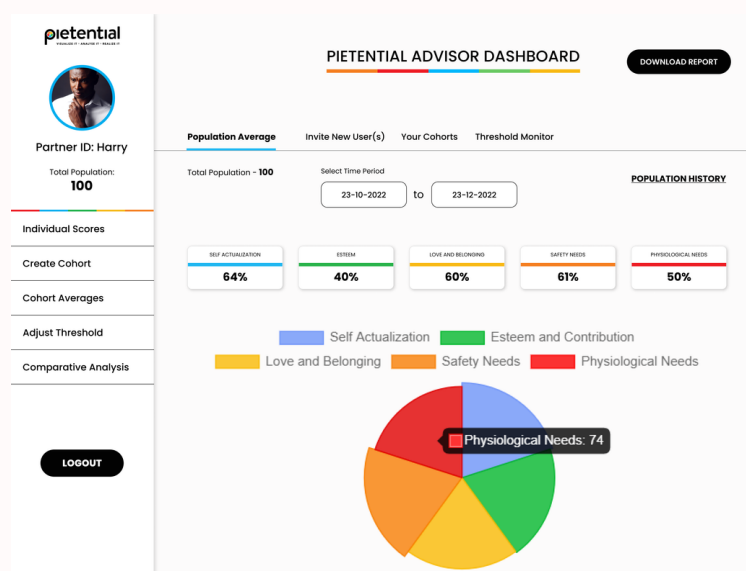 pietential
VISUALIZE IT • ANALYZE IT • REALIZE IT
Partner ID: Harry
Total Population:
100
Individual Scores
Create Cohort
Cohort Averages
Adjust Threshold
Comparative Analysis
LOGOUT
PIETENTIAL ADVISOR DASHBOARD
DOWNLOAD REPORT
Population Average
Invite New User(s)
Your Cohorts
Threshold Monitor
Total Population - 100
Select Time Period
23-10-2022 to 23-12-2022
POPULATION HISTORY
SELF ACTUALIZATION
64%
ESTEEM
40%
LOVE AND BELONGING
60%
SAFETY NEEDS
61%
PHYSIOLOGICAL NEEDS
50%
Self Actualization Esteem and Contribution
Love and Belonging Safety Needs Physiological Needs
Physiological Needs: 74